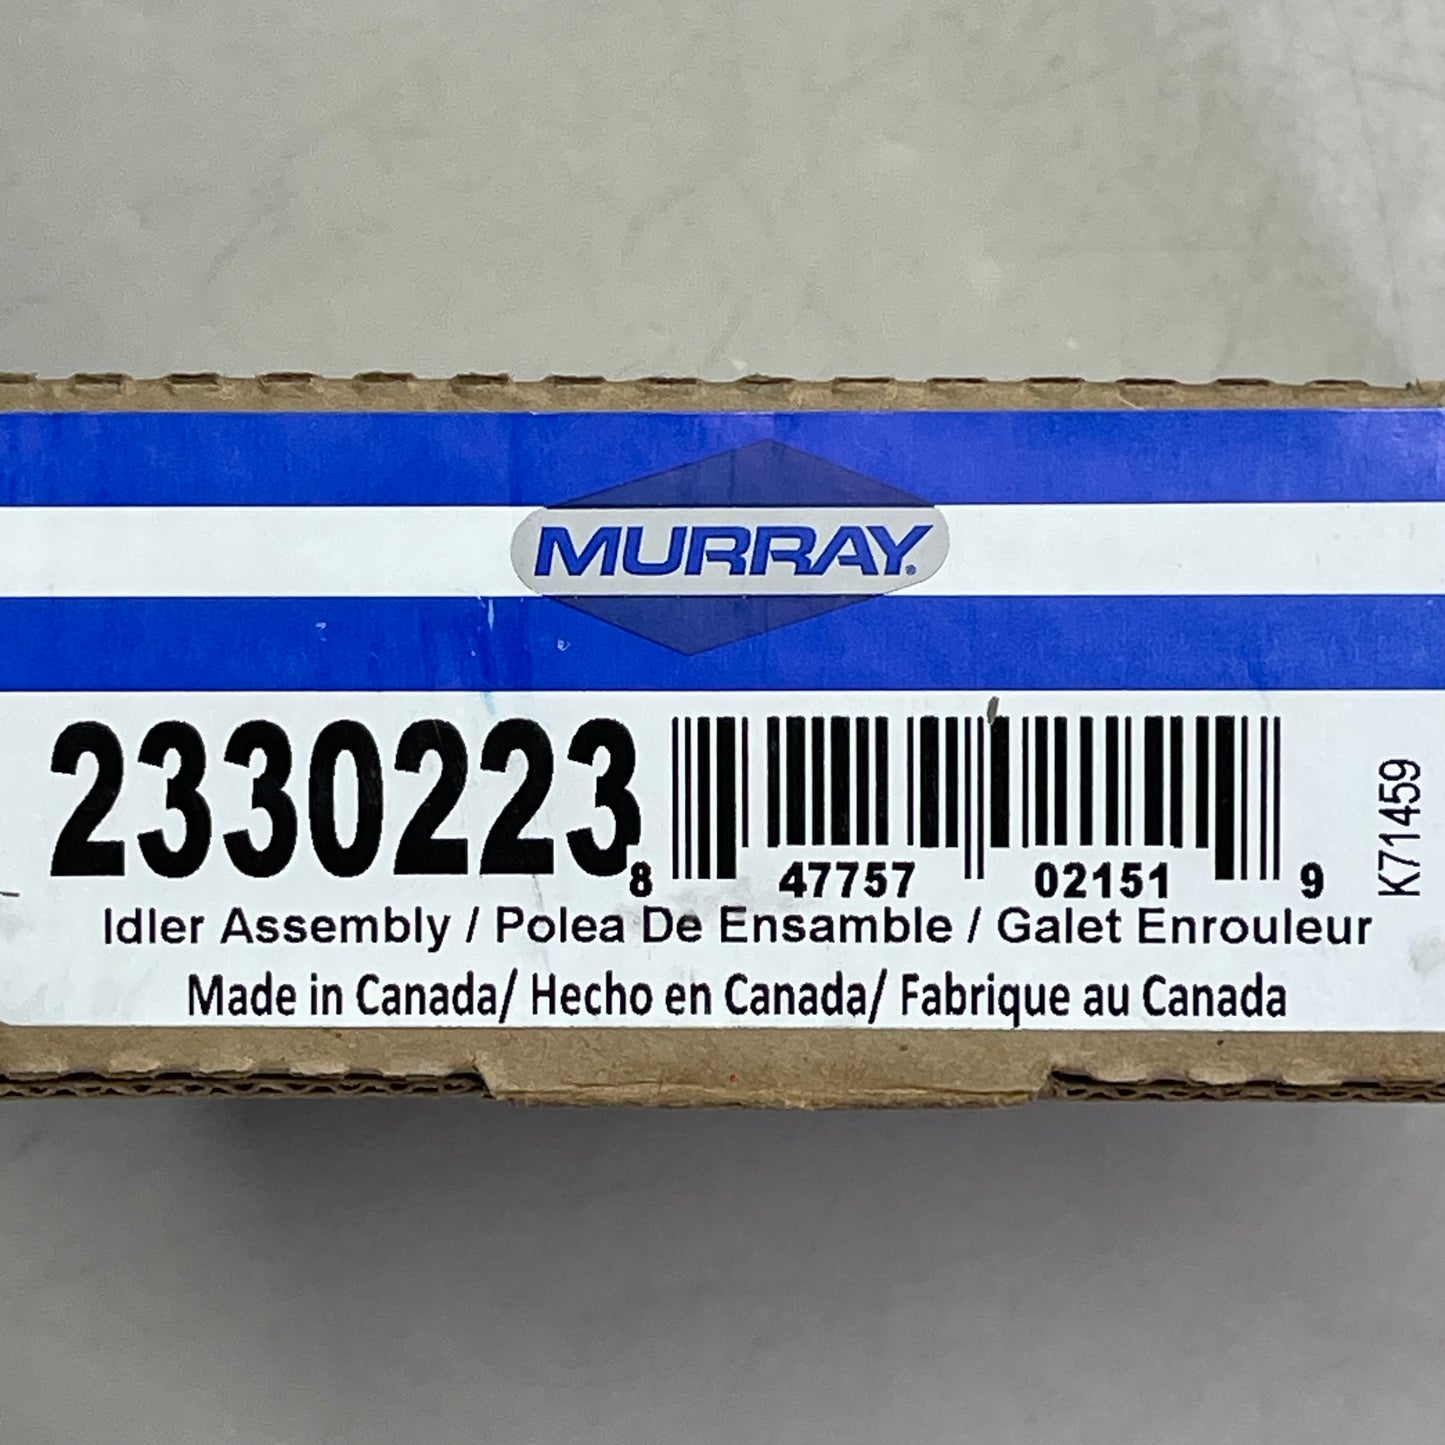 MURRAY®
2330223
8 47757 02151 9
K71459
Idler Assembly / Polea De Ensamble / Galet Enrouleur
Made in Canada/ Hecho en Canada/ Fabrique au Canada